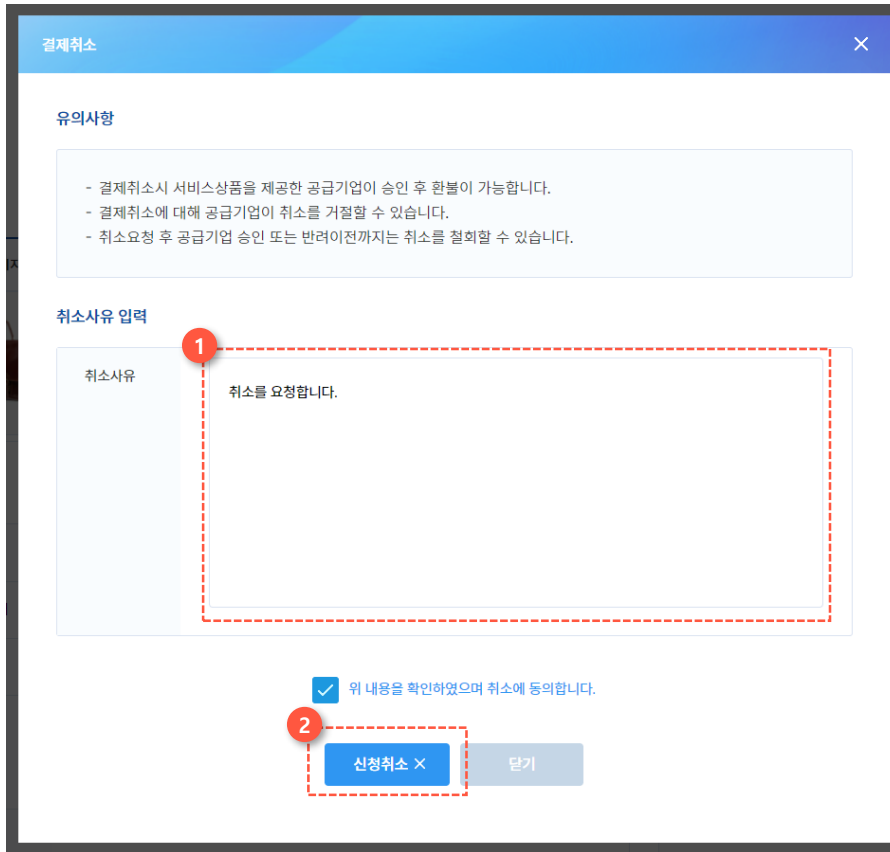 결제취소
유의사항
- 결제취소시 서비스상품을 제공한 공급기업이 승인 후 환불이 가능합니다.
- 결제취소에 대해 공급기업이 취소를 거절할 수 있습니다.
- 취소요청 후 공급기업 승인 또는 반려이전까지는 취소를 철회할 수 있습니다.
취소사유 입력
1
취소사유
취소를 요청합니다.
위 내용을 확인하였으며 취소에 동의합니다.
2
신청취소 ×
닫기